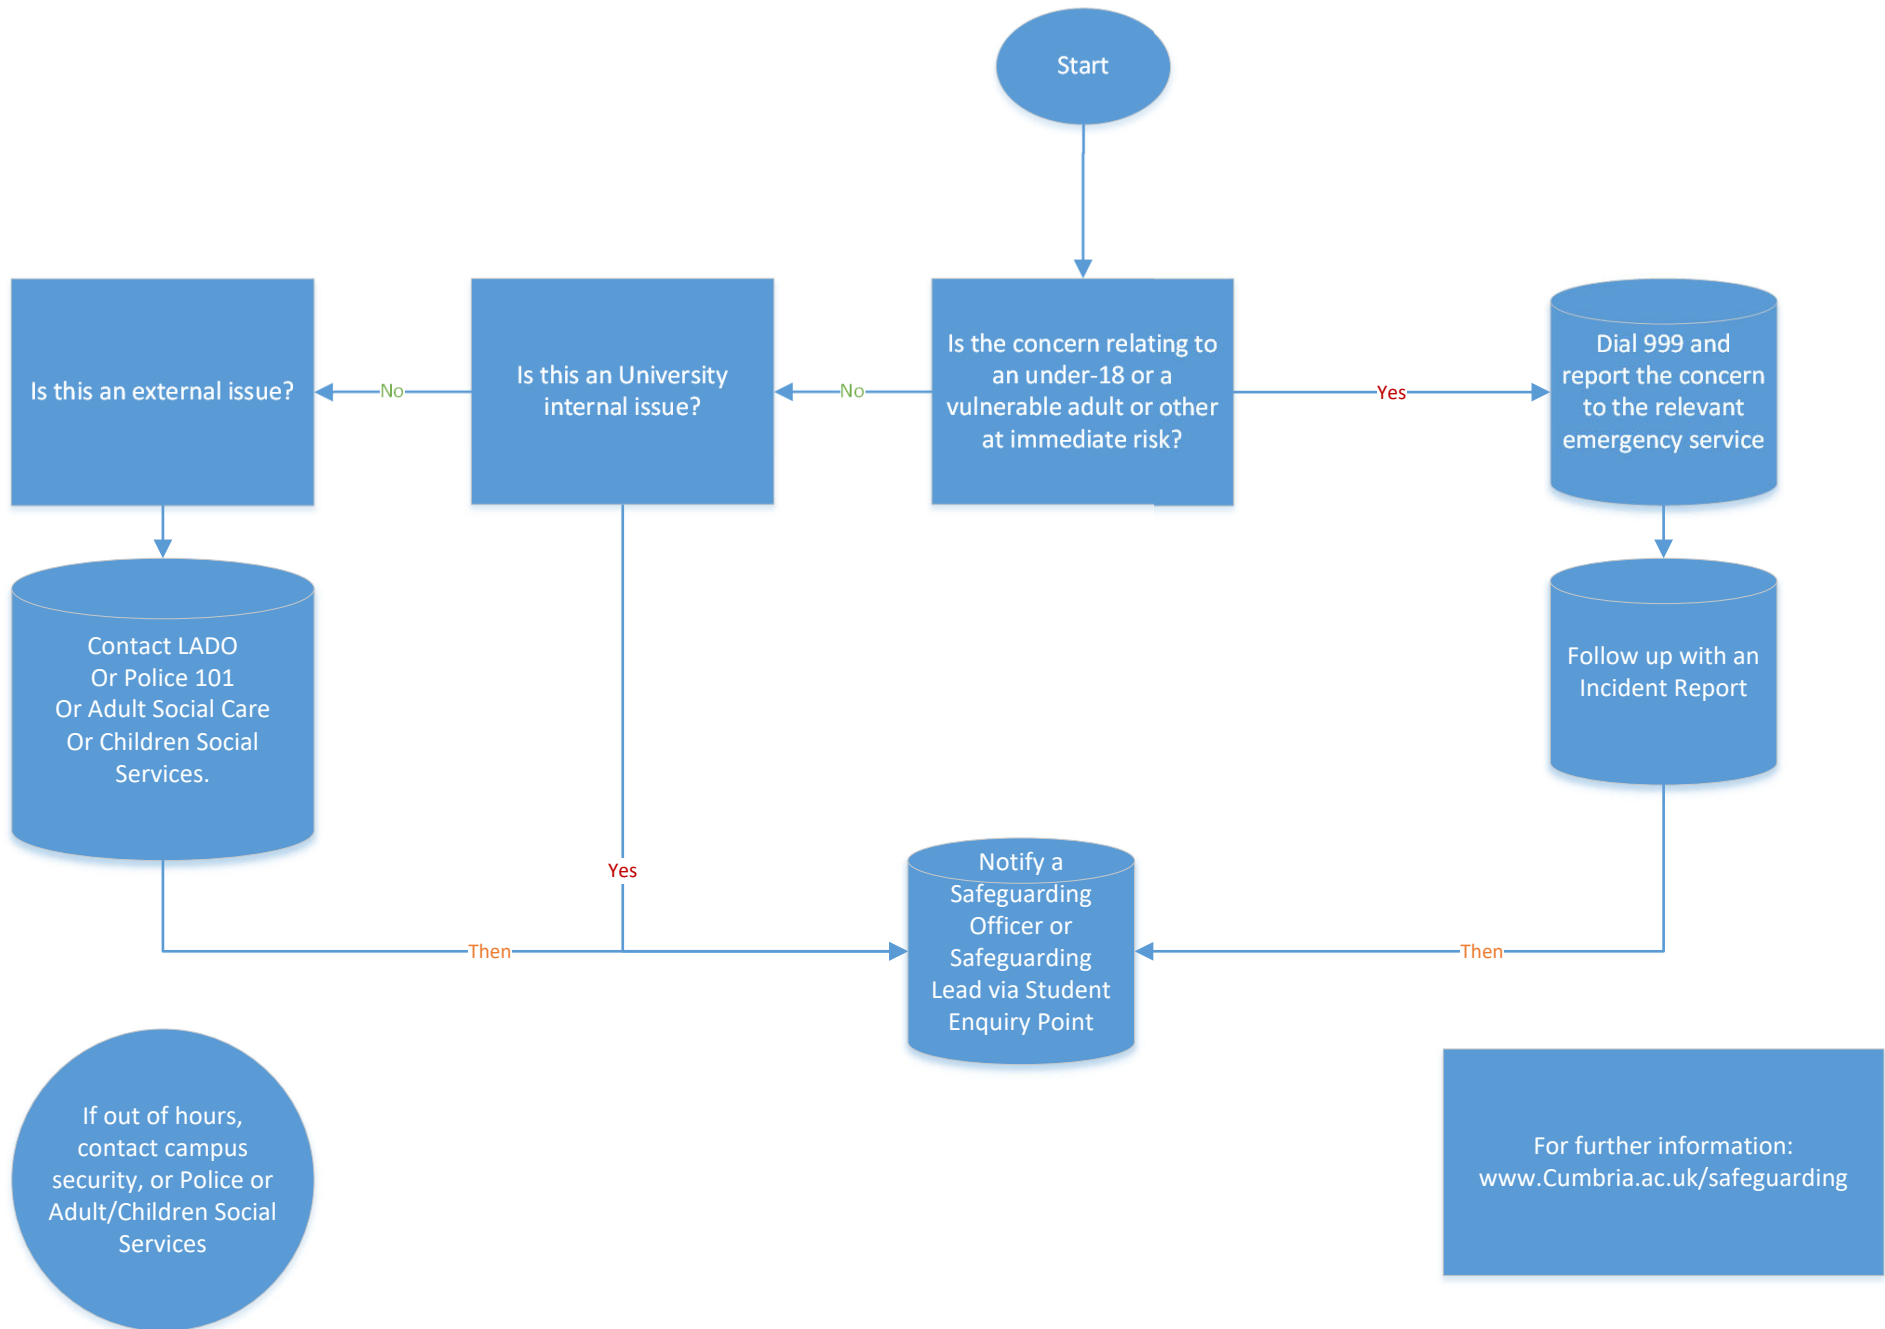 Start
Is this an external issue?
No
Is this an University
internal issue?
No
Is the concern relating to
an under-18 or a
vulnerable adult or other
at immediate risk?
Yes
Dial 999 and
report the concern
to the relevant
emergency service
Contact LADO
Or Police 101
Or Adult Social Care
Or Children Social
Services.
Follow up with an
Incident Report
Yes
Then
Notify a
Safeguarding
Officer or
Safeguarding
Lead via Student
Enquiry Point
Then
If out of hours,
contact campus
security, or Police or
Adult/Children Social
Services
For further information:
www.Cumbria.ac.uk/safeguarding